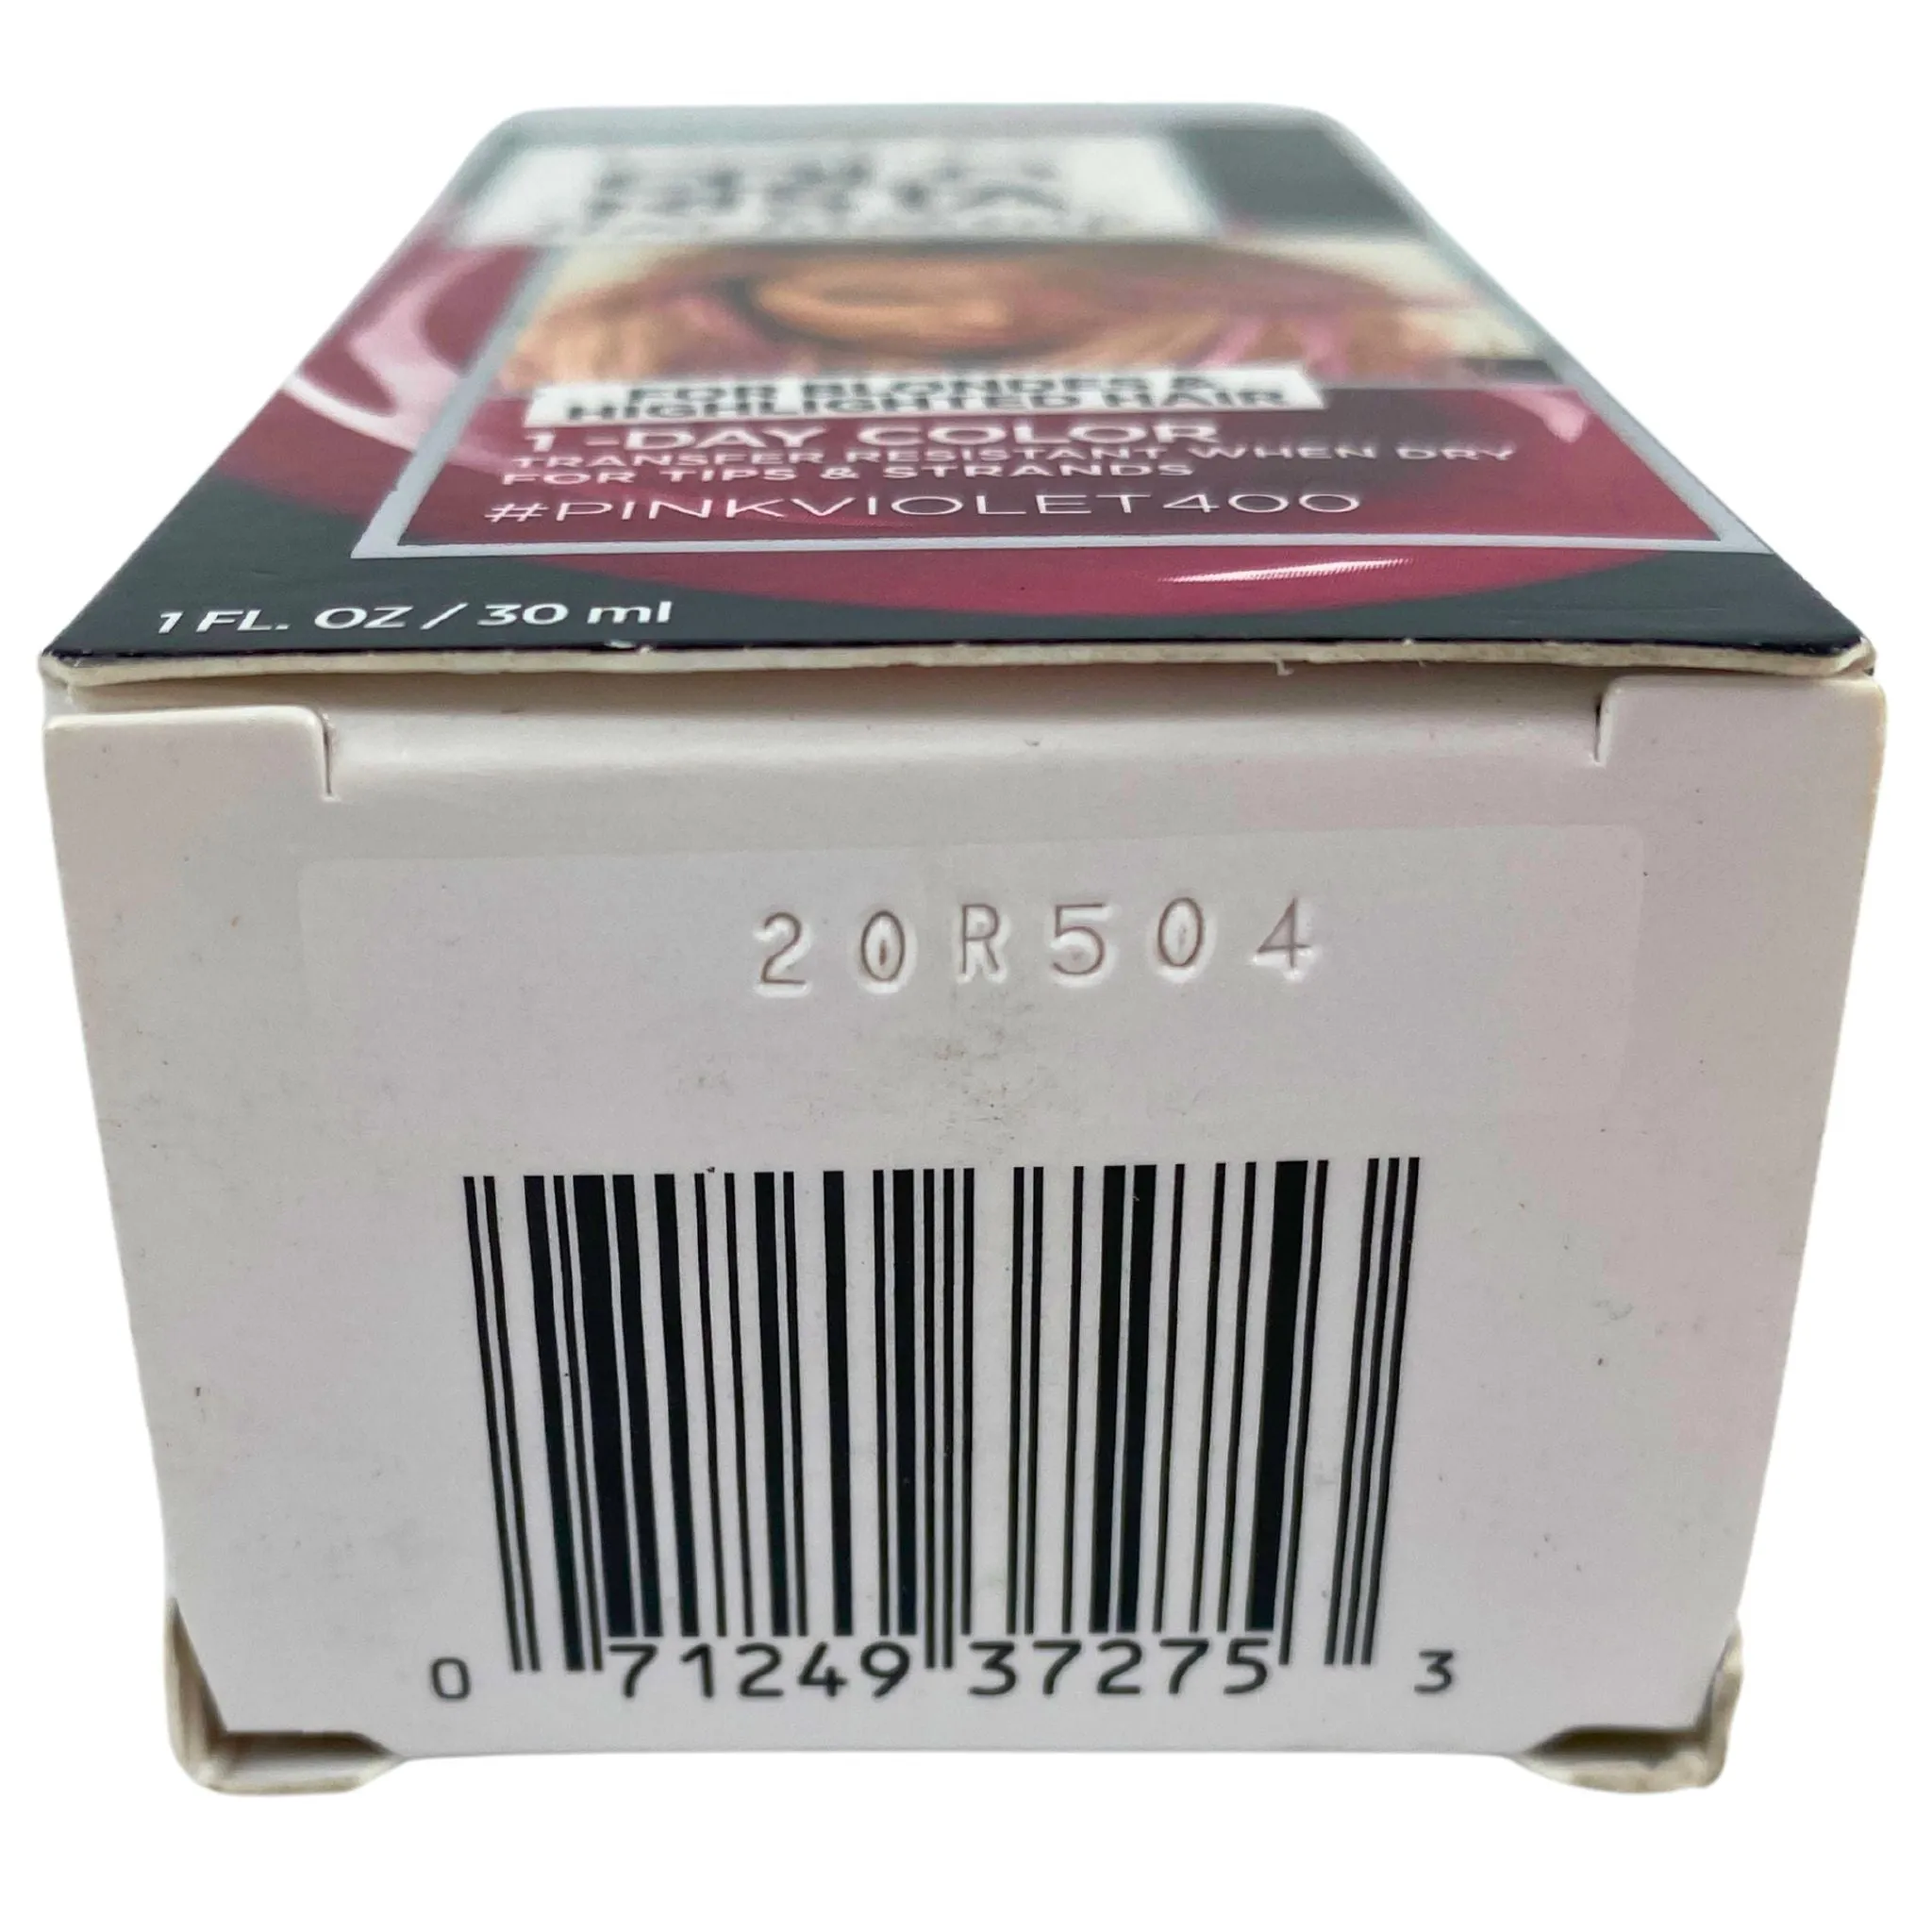 FOR BLONDES &
HIGHLIGHTED HAIR
1-DAY COLOR
TRANSFER RESISTANT WHEN DRY
FOR TIPS & STRANDS
#PINKVIOLET400
1 FL. OZ / 30 ml
20R504
0 71249 37275 3